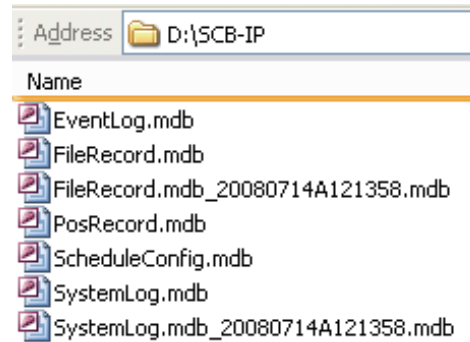 Address D:\SCB-IP
Name
EventLog.mdb
FileRecord.mdb
FileRecord.mdb_20080714A121358.mdb
PosRecord.mdb
ScheduleConfig.mdb
SystemLog.mdb
SystemLog.mdb_20080714A121358.mdb